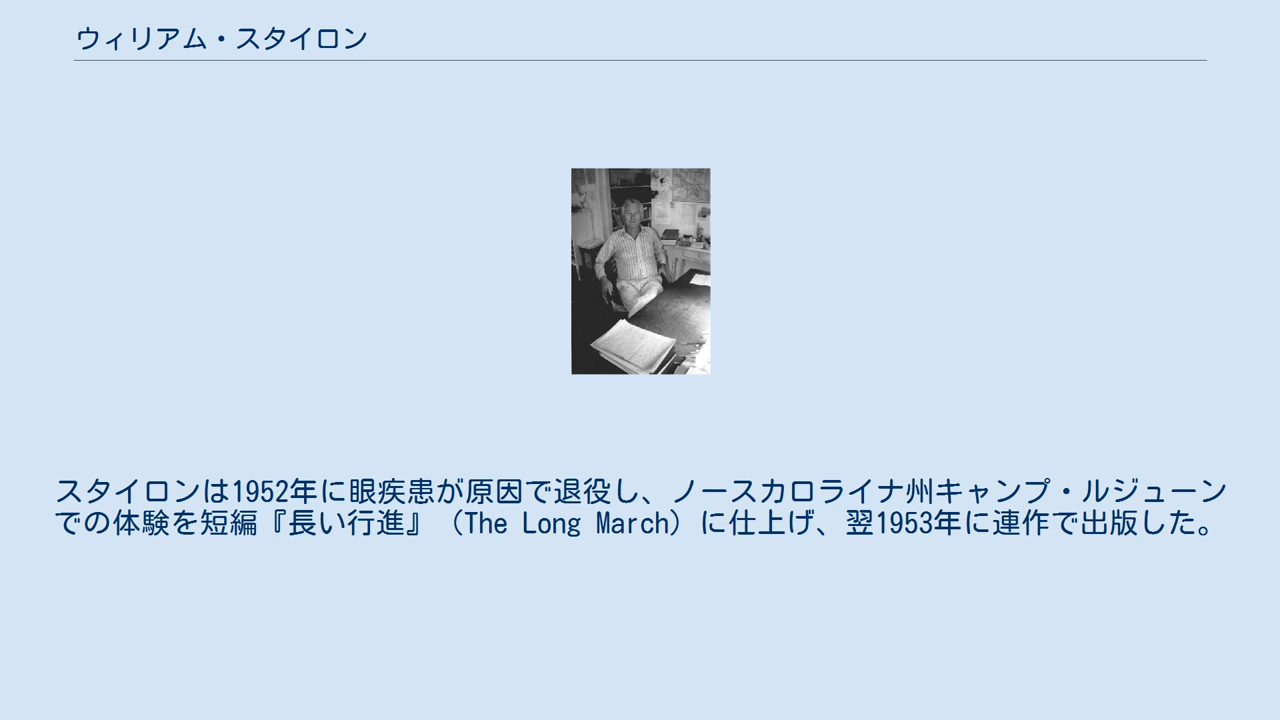 ウィリアム・スタイロン
スタイロンは1952年に眼疾患が原因で退役し、ノースカロライナ州キャンプ・ルジューン
での体験を短編『長い行進』（The Long March）に仕上げ、翌1953年に連作で出版した。